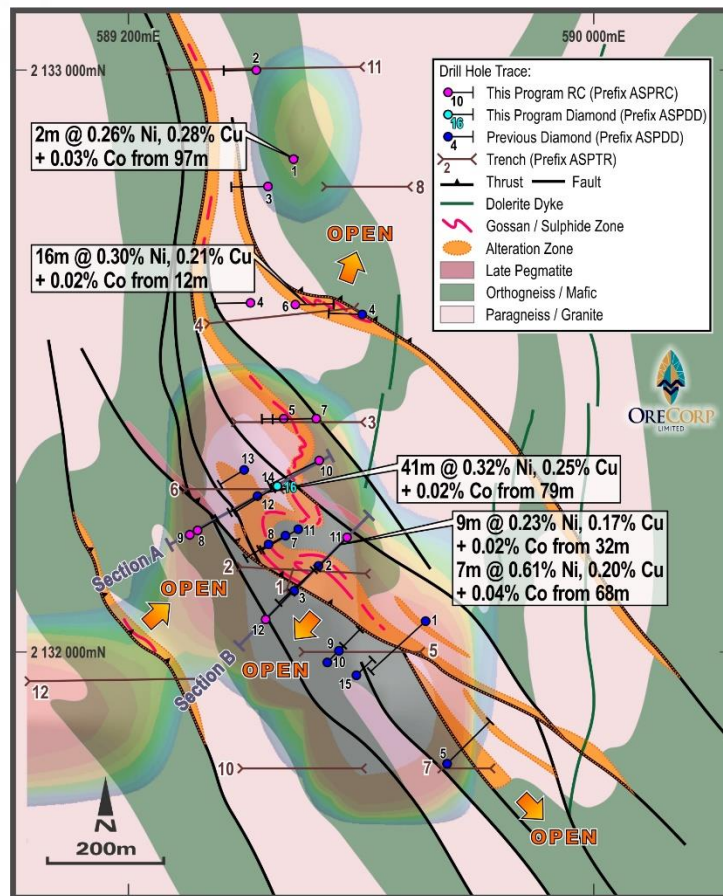 589 200mE
590 000mE
2 133 000mN
2
11
Drill Hole Trace:
10
This Program RC (Prefix ASPRC)
16
This Program Diamond (Prefix ASPDD)
4
Previous Diamond (Prefix ASPDD)
2
Trench (Prefix ASPTR)
Thrust
Fault
Dolerite Dyke
Gossan / Sulphide Zone
Alteration Zone
Late Pegmatite
Orthogneiss / Mafic
Paragneiss / Granite
2m @ 0.26% Ni, 0.28% Cu
+ 0.03% Co from 97m
1
3
8
OPEN
16m @ 0.30% Ni, 0.21% Cu
+ 0.02% Co from 12m
4
6
4
4
ORECORP
LIMITED
5
7
3
10
13
14
16
6
12
41m @ 0.32% Ni, 0.25% Cu
+ 0.02% Co from 79m
9m @ 0.23% Ni, 0.17% Cu
+ 0.02% Co from 32m
7m @ 0.61% Ni, 0.20% Cu
+ 0.04% Co from 68m
9
8
8
7
11
11
Section A
2
2
1
3
OPEN
12
1
OPEN
Section B
2 132 000mN
9
10
5
15
12
5
10
7
N
200m
OPEN